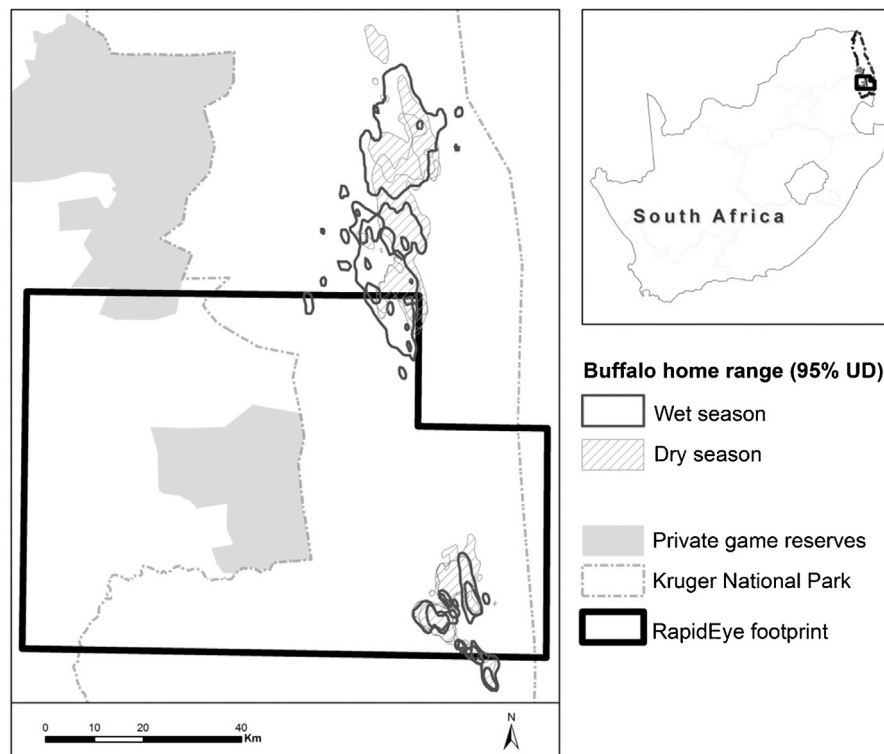 South Africa
Buffalo home range (95% UD)
Wet season
Dry season
Private game reserves
Kruger National Park
RapidEye footprint
0 10 20 40
Km
N